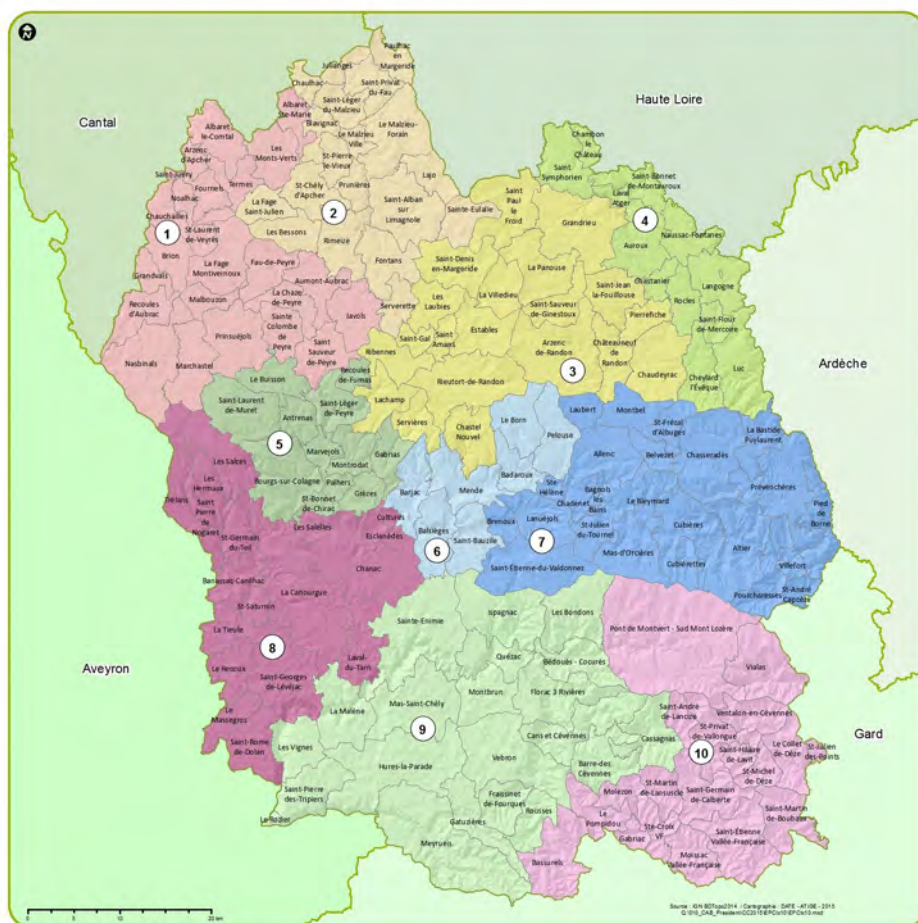 Cantal
Haute Loire
Ardèche
Gard
Aveyron
Paulhac
en
Margeride
Julianges
Chaulhac
Saint-Privat
du-Fau
Albaret
Ste-Marie
Saint-Léger
du-Malzieu
Blavignac
Le Malzieu
Ville
Le Malzieu-
Forain
Albaret
le-Comtal
Arzenc
d'Apcher
Les
Monts-Verts
St-Pierre
le-Vieux
Saint-Juéry
Fournels
Termes
Noalhac
St-Chély
d'Apcher
Prunières
Lajo
La Fage
Saint-Julien
2
Saint-Alban
sur
Limagnole
Sainte-Eulalie
Chauchailles
1
St-Laurent
de-Veyrès
Les Bessons
Rimeize
Brion
Fontans
La Fage
Montivernoux
Fau-de-Peyre
Grandvals
Aumont-Aubrac
Recoules
d'Aubrac
Malbouzon
La Chaze
de-Peyre
Javols
Serverette
Prinsuéjols
Sainte
Colombe
de
Peyre
Saint
Sauveur
de-Peyre
Nasbinals
Marchastel
Chambon
le
Château
Saint
Symphorien
Saint-Bonnet
de-Montauroux
Laval
Atger
4
Saint
Paul
le
Froid
Grandrieu
Naussac-Fontanes
Auroux
Saint-Denis
en-Margeride
La Panouse
Chastanier
Langogne
Saint-Jean
la-Fouillouse
Rocles
Les
Laubies
La Villedieu
Saint-Sauveur
de-Ginestoux
Pierrefiche
Saint-Flour
de-Mercoire
Saint-Gal
Saint
Amans
Estables
Ribennes
Arzenc
de-Randon
Châteauneuf
de
Randon
3
Chaudeyrac
Luc
Cheylard
l'Évêque
Rieutort-de-Randon
Lachamp
Servières
Chastel
Nouvel
Recoules
de-Fumas
Le Buisson
Saint-Laurent
de-Muret
Saint-Léger
de-Peyre
Antrenas
5
Marvejols
Gabrias
Montrodat
Bourgs-sur-Colagne
Palhers
St-Bonnet
de-Chirac
Grèzes
Le Born
Pelouse
Barjac
Mende
Badaroux
Balsièges
6
Saint-Bauzile
Laubert
Montbel
St-Frézal
d'Albuges
La Bastide
Puylaurent
Allenc
Belvezet
Chasseradès
Ste
Hélène
Bagnols
les
Bains
Chadenet
Le Bleymard
Prévenchères
Brenoux
Lanuéjols
7
St-Julien
du-Tournel
Cubières
Pied
de
Borne
Mas-d'Orcières
Cubiérettes
Altier
Villefort
Saint-Étienne-du-Valdonnez
Pourcharesses
St-André
Capcèze
Les Salces
Les
Hermaux
Trélans
Saint
Pierre
de
Nogaret
Les Salelles
Cultures
Esclanèdes
St-Germain
du-Teil
Chanac
Banassac-Canilhac
La Canourgue
St-Saturnin
La Tieule
8
Laval-
du-Tarn
Le Recoux
Saint-Georges
de-Lévéjac
Le
Massegros
Saint-Rome
de-Dolan
Sainte-Enimie
Ispagnac
Les Bondons
Quézac
Bédouès - Cocurès
La Malène
Mas-Saint-Chély
Montbrun
Florac 3 Rivières
9
Cans et Cévennes
Cassagnas
Les Vignes
Vebron
Hures-la-Parade
Barre-des
Cévennes
Saint-Pierre
des-Tripiers
Fraissinet
de-Fourques
Rousses
Le Rozier
Gatuzières
Meyrueis
Pont de Montvert - Sud Mont Lozère
Vialas
Saint-André
de-Lancize
Ventalon-en-Cévennes
St-Privat
de-Vallongue
10
Saint-Hilaire
de-Lavit
Le Collet
de-Dèze
St-Julien
des-Points
St-Michel
de-Dèze
St-Martin
de-Lansuscle
Saint-Germain
de-Calberte
Molezon
Le
Pompidou
Saint-Martin
de-Boubaux
Ste-Croix
VF
Gabriac
Saint-Étienne
Vallée-Française
Moissac
Vallée-Française
Bassurels
0 10 20 km
Source : IGN BDTopo2014 / Cartographie : DATE - ATISE - 2015